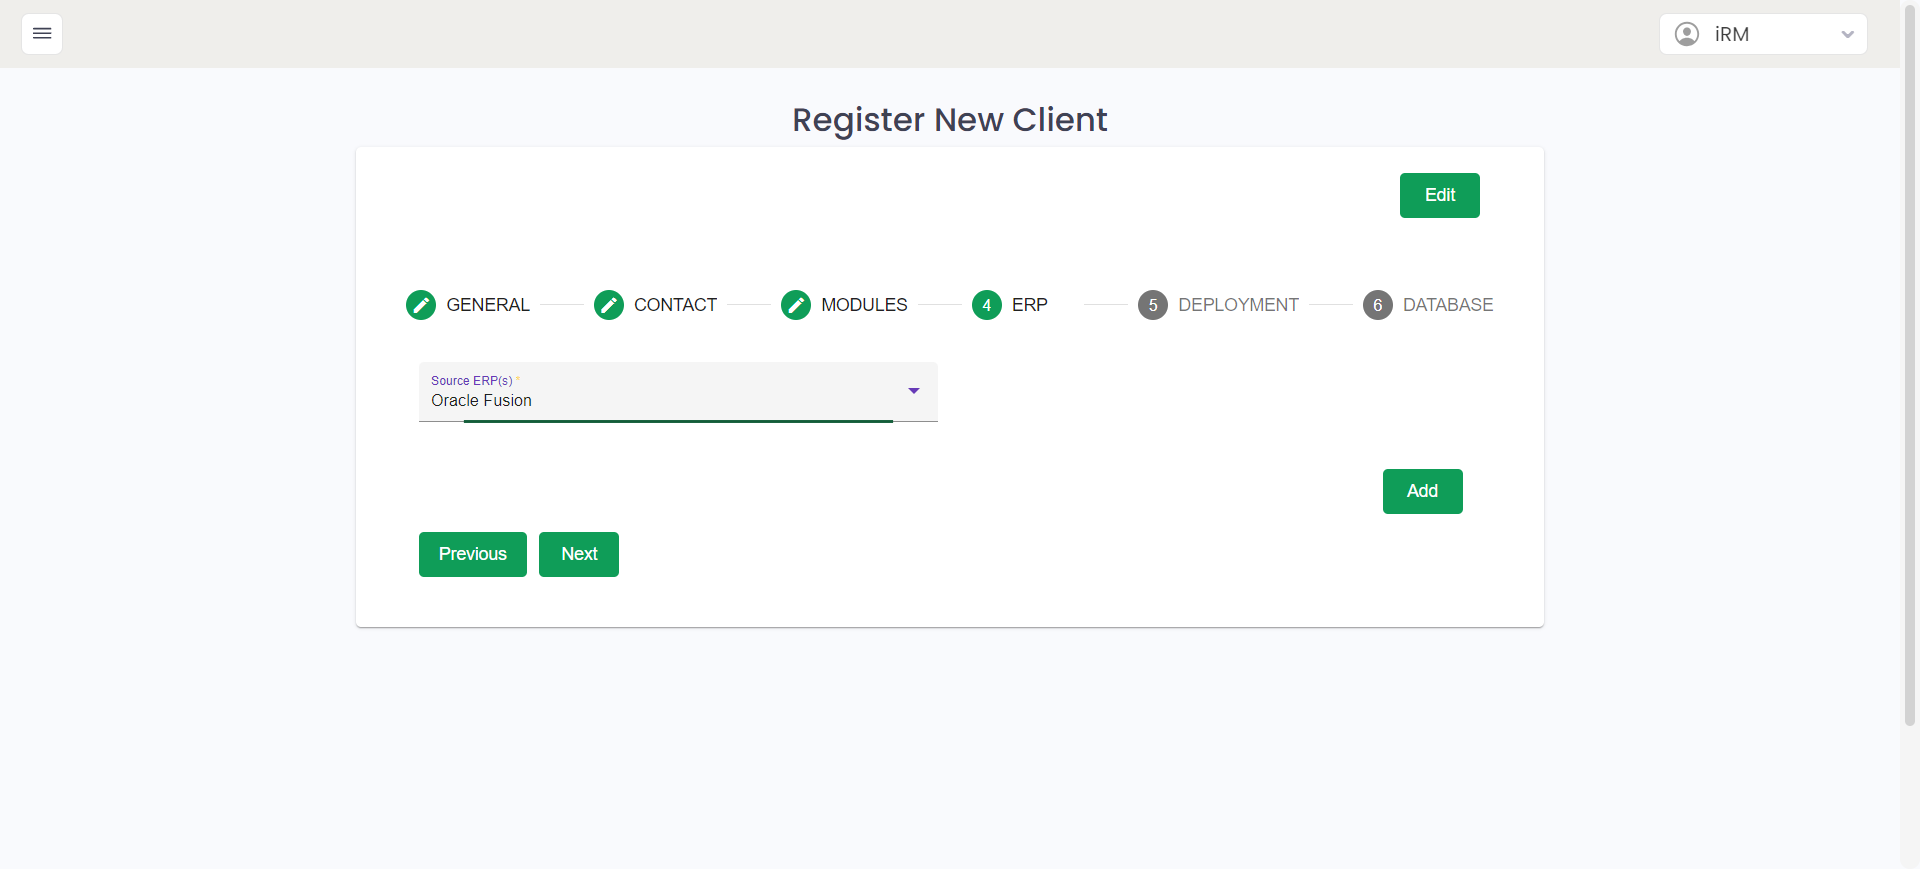 iRM
Register New Client
Edit
GENERAL
CONTACT
MODULES
4 ERP
5 DEPLOYMENT
6 DATABASE
Source ERP(s) *
Oracle Fusion
Add
Previous
Next